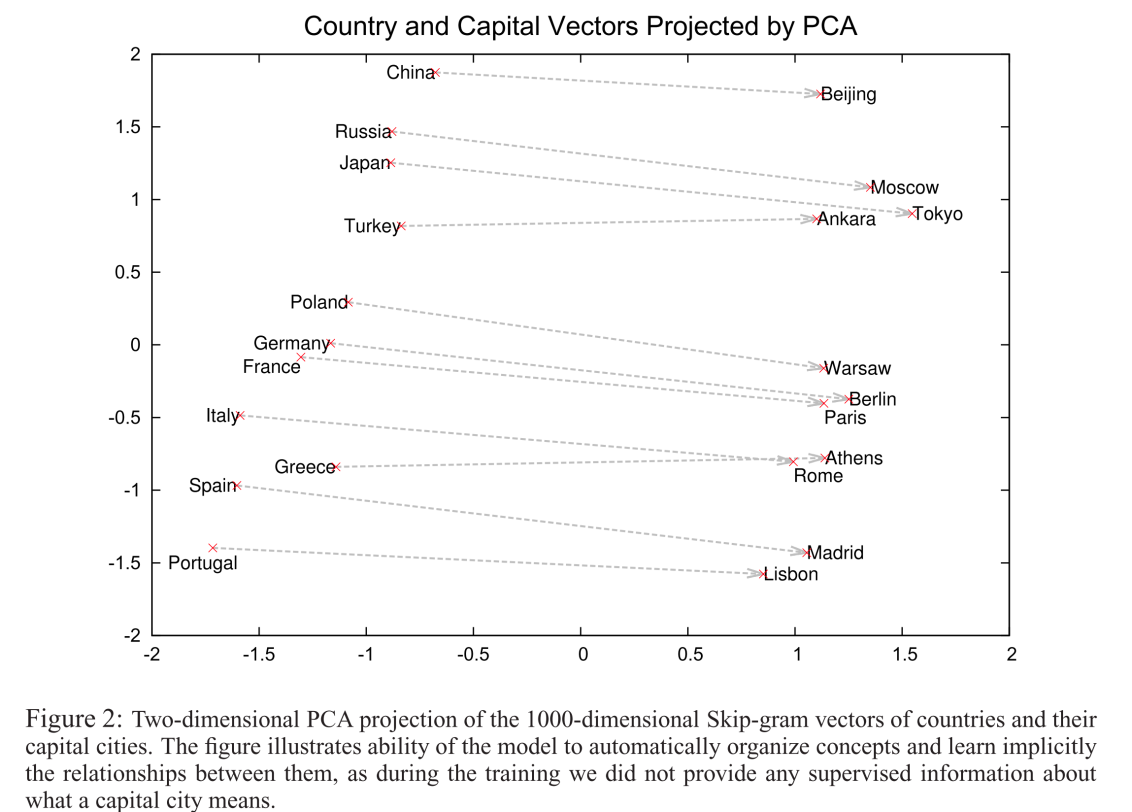 Country and Capital Vectors Projected by PCA
2
China
Beijing
1.5
Russia
Japan
Moscow
1
Tokyo
Turkey
Ankara
0.5
Poland
0
Germany
France
Warsaw
Berlin
-0.5
Italy
Paris
Greece
Athens
Rome
-1
Spain
Madrid
-1.5
Portugal
Lisbon
-2
-2 -1.5 -1 -0.5 0 0.5 1 1.5 2
Figure 2: Two-dimensional PCA projection of the 1000-dimensional Skip-gram vectors of countries and their
capital cities. The figure illustrates ability of the model to automatically organize concepts and learn implicitly
the relationships between them, as during the training we did not provide any supervised information about
what a capital city means.